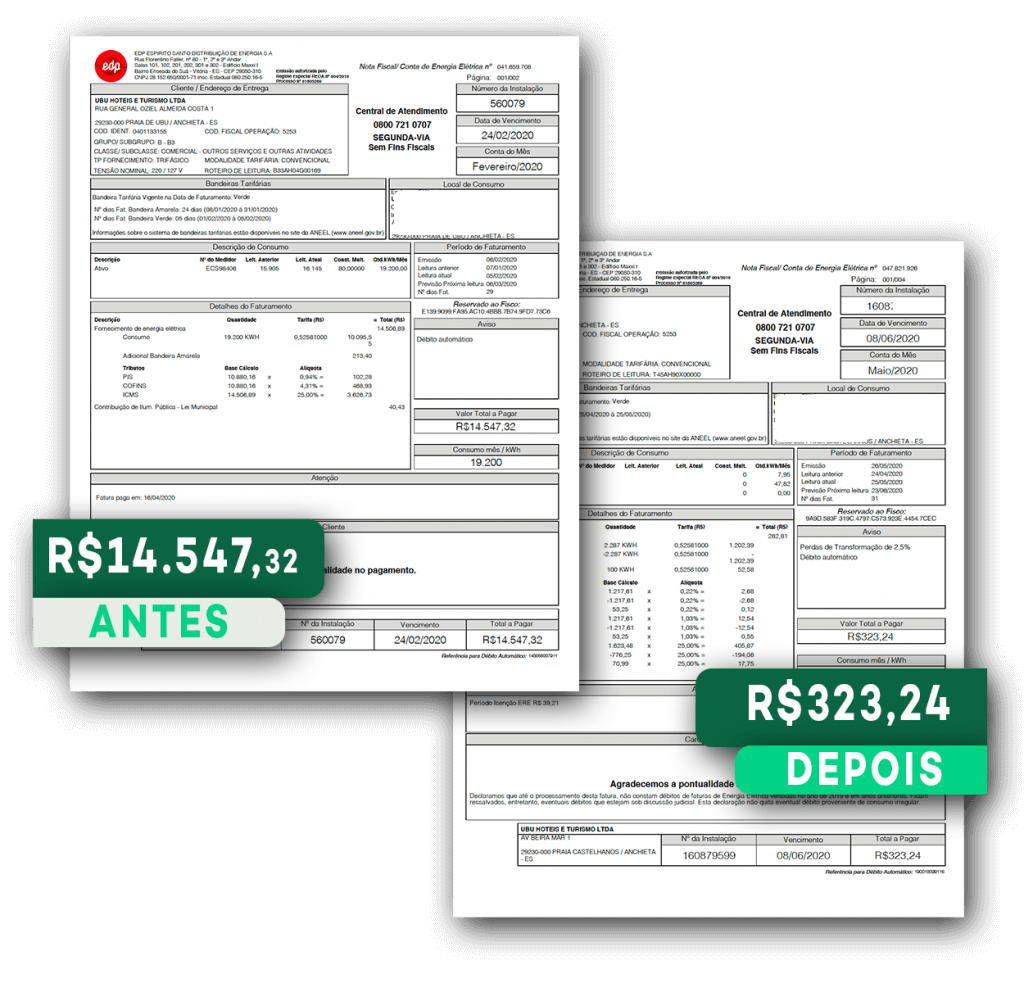 edp
EDP ESPIRITO SANTO DISTRIBUIÇÃO DE ENERGIA S.A
Rua Florentino Faller, nº 80 - 1º, 2º e 3º Andar
Salas 101, 102, 201, 202, 301 e 302 - Edifício Maxxi I
Bairro Enseada do Suá - Vitória - ES - CEP 29050-310
CNPJ 28.152.650/0001-71 Insc. Estadual 080.250.16-5
Emissão autorizada pelo
Regime especial REOA Nº 004/2019
Nota Fiscal/ Conta de Energia Elétrica nº 041.659.708
Página: 001/002
Cliente / Endereço de Entrega
UBU HOTEIS E TURISMO LTDA
RUA GENERAL OZIEL ALMEIDA COSTA 1
29230-000 PRAIA DE UBU / ANCHIETA - ES
COD. IDENT. 0401133155 COD. FISCAL OPERAÇÃO: 5253
GRUPO/ SUBGRUPO: B - B3
CLASSE/ SUBCLASSE: COMERCIAL - OUTROS SERVIÇOS E OUTRAS ATIVIDADES
TP FORNECIMENTO: TRIFÁSICO MODALIDADE TARIFÁRIA: CONVENCIONAL
TENSÃO NOMINAL: 220 / 127 V ROTEIRO DE LEITURA: B33AH04G00169
Central de Atendimento
0800 721 0707
SEGUNDA-VIA
Sem Fins Fiscais
Número da Instalação
560079
Data de Vencimento
24/02/2020
Conta do Mês
Fevereiro/2020
Bandeiras Tarifárias
Bandeira Tarifária Vigente na Data de Faturamento: Verde
Nº dias Fat. Bandeira Amarela: 24 dias (08/01/2020 à 31/01/2020)
Nº dias Fat. Bandeira Verde: 05 dias (01/02/2020 à 05/02/2020)
Informações sobre o sistema de bandeiras tarifárias estão disponíveis no site da ANEEL (www.aneel.gov.br)
Local de Consumo
29230-000 PRAIA DE UBU / ANCHIETA - ES
Descrição de Consumo
Descrição Nº do Medidor Leit. Anterior Leit. Atual Const. Mult. Qtd.kWh/Mês
Ativo ECS98408 15.905 16.145 80,00000 19.200,00
Período de Faturamento
Emissão 06/02/2020
Leitura anterior 07/01/2020
Leitura atual 05/02/2020
Previsão Próxima leitura 06/03/2020
Nº dias Fat. 29
Detalhes do Faturamento
Descrição Quantidade Tarifa (R$) = Total (R$)
Fornecimento de energia elétrica 14.506,89
Consumo 19.200 KWH 0,52581000 10.095,5
5
Adicional Bandeira Amarela 213,40
Tributos Base Cálculo Alíquota
PIS 10.880,16 x 0,94% = 102,28
COFINS 10.880,16 x 4,31% = 468,93
ICMS 14.506,89 x 25,00% = 3.626,73
Contribuição de Ilum. Pública - Lei Municipal 40,43
Reservado ao Fisco:
E139.9099.FA95.AC10.4BBB.7B74.9FD7.73C6
Aviso
Débito automático
Valor Total a Pagar
R$14.547,32
Consumo mês / kWh
19.200
Atenção
Fatura paga em: 16/04/2020
Cliente
alidade no pagamento.
R$14.547,32
ANTES
Nº da Instalação Vencimento Total a Pagar
560079 24/02/2020 R$14.547,32
Referência para Débito Automático:
DISTRIBUIÇÃO DE ENERGIA S.A
1º, 2º e 3º Andar
1 e 302 - Edifício Maxxi I
- ES - CEP 29050-310
sc. Estadual 080.250.16-5
Emissão autorizada pelo
Regime especial REOA Nº 004/2019
Nota Fiscal/ Conta de Energia Elétrica nº 047.821.926
Página: 001/004
ndereço de Entrega
NCHIETA - ES
COD. FISCAL OPERAÇÃO: 5253
MODALIDADE TARIFÁRIA: CONVENCIONAL
ROTEIRO DE LEITURA: T45AH90X00000
Central de Atendimento
0800 721 0707
SEGUNDA-VIA
Sem Fins Fiscais
Número da Instalação
1608
Data de Vencimento
08/06/2020
Conta do Mês
Maio/2020
Bandeiras Tarifárias
aturamento: Verde
/04/2020 à 25/05/2020)
as tarifárias estão disponíveis no site da ANEEL (www.aneel.gov.br)
Local de Consumo
/ ANCHIETA - ES
Descrição de Consumo
Nº do Medidor Leit. Anterior Leit. Atual Const. Mult. Qtd.kWh/Mês
0 7,95
0 47,82
0 0,00
Período de Faturamento
Emissão 26/05/2020
Leitura anterior 24/04/2020
Leitura atual 25/05/2020
Previsão Próxima leitura 23/06/2020
Nº dias Fat. 31
Detalhes do Faturamento
Quantidade Tarifa (R$) = Total (R$)
282,81
2.287 KWH 0,52581000 1.202,39
-2.287 KWH 0,52581000 -
1.202,39
100 KWH 0,52581000 52,58
Base Cálculo Alíquota
1.217,61 x 0,22% = 2,68
-1.217,61 x 0,22% = -2,68
53,25 x 0,22% = 0,12
1.217,61 x 1,03% = 12,54
-1.217,61 x 1,03% = -12,54
53,25 x 1,03% = 0,55
1.623,48 x 25,00% = 405,87
-776,25 x 25,00% = -194,06
70,99 x 25,00% = 17,75
Reservado ao Fisco:
9A9D.583F.319C.4797.C573.923E.4454.7CEC
Aviso
Perdas de Transformação de 2,5%
Débito automático
Valor Total a Pagar
R$323,24
Consumo mês / kWh
R$323,24
DEPOIS
Período Isenção ERE R$ 39,21
Agradecemos a pontualidade
Declaramos que até o processamento desta fatura, não constam débitos de faturas de Energia Elétrica
ressalvados, entretanto, eventuais débitos que estejam sob discussão judicial. Esta declaração não quita eventual débito proveniente de consumo irregular.
UBU HOTEIS E TURISMO LTDA
AV BEIRA MAR 1
29230-000 PRAIA CASTELHANOS / ANCHIETA
- ES
Nº da Instalação Vencimento Total a Pagar
160879599 08/06/2020 R$323,24
Referência para Débito Automático: